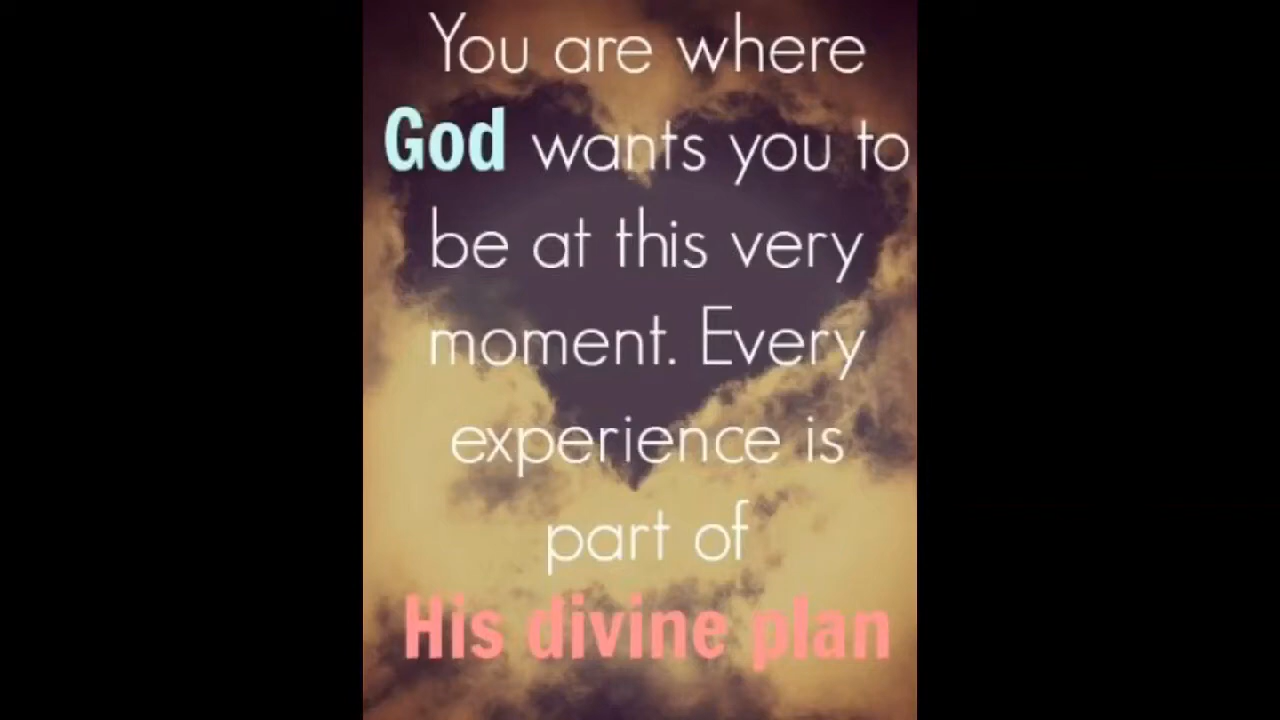 You are where
God wants you to
be at this very
moment. Every
experience is
part of
His divine plan